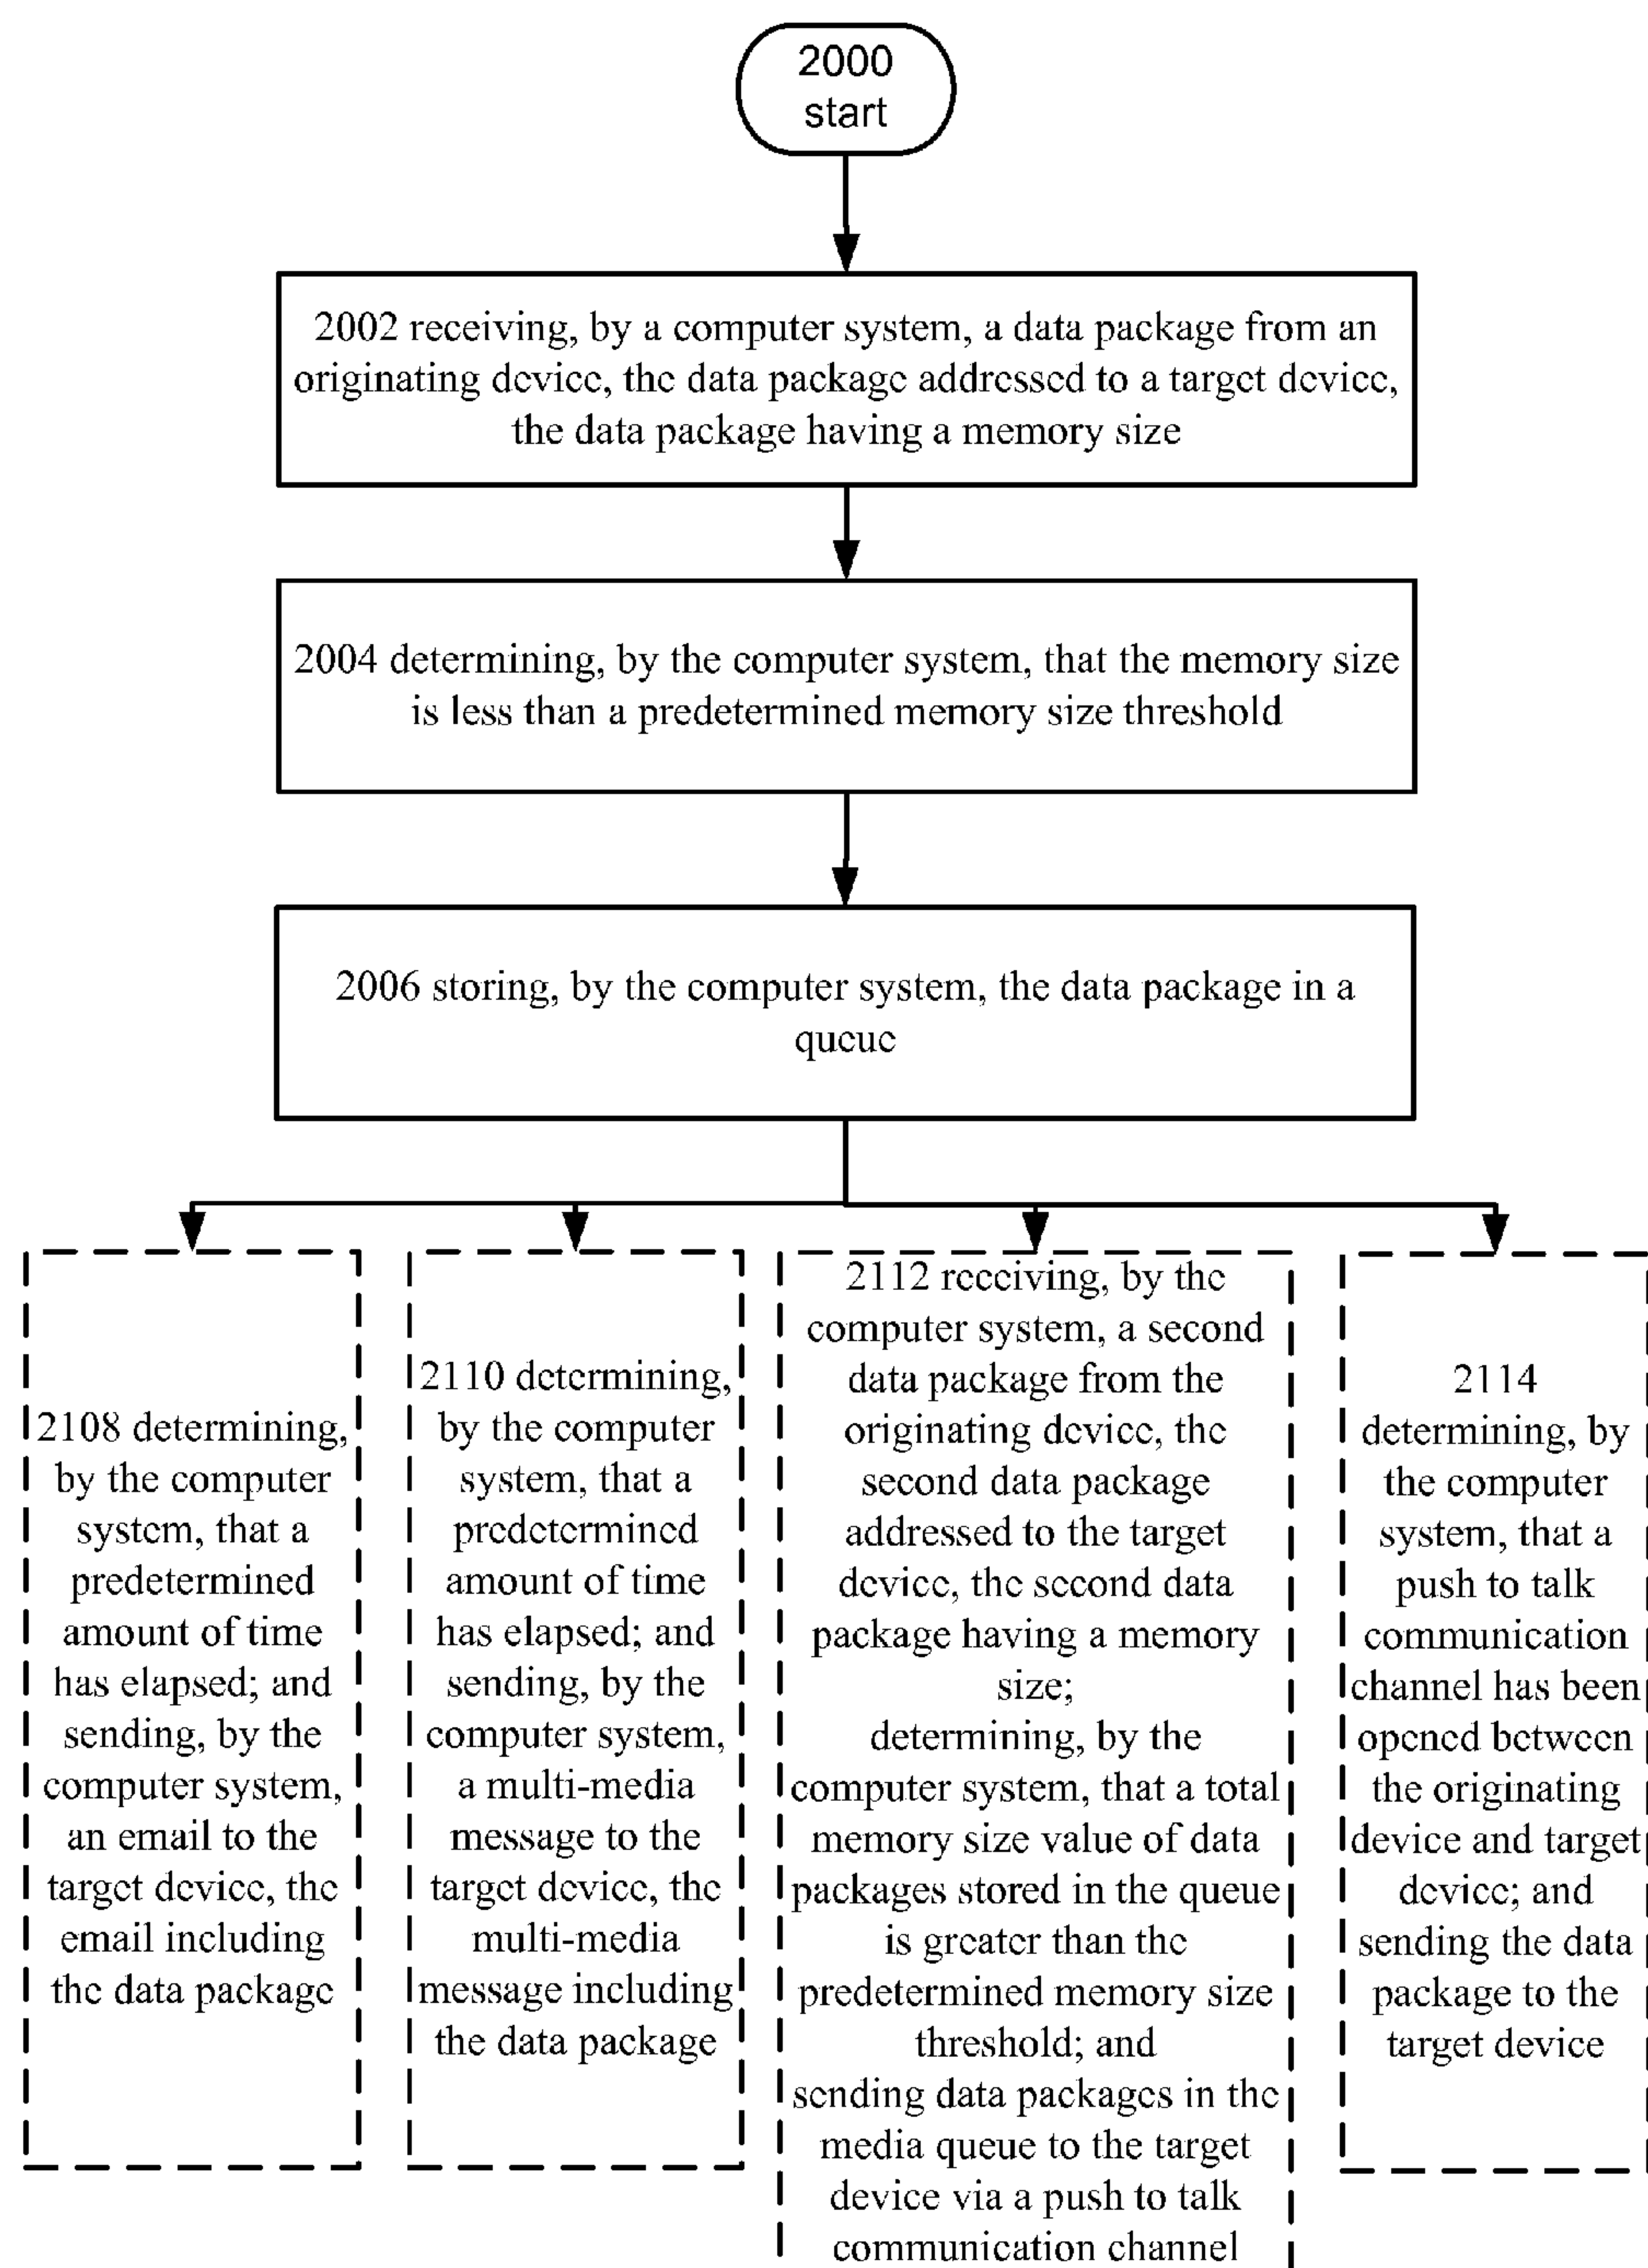 2000
start
2002 receiving, by a computer system, a data package from an
originating device, the data package addressed to a target device,
the data package having a memory size
2004 determining, by the computer system, that the memory size
is less than a predetermined memory size threshold
2006 storing, by the computer system, the data package in a
queue
2108 determining,
by the computer
system, that a
predetermined
amount of time
has elapsed; and
sending, by the
computer system,
an email to the
target device, the
email including
the data package
2110 determining,
by the computer
system, that a
predetermined
amount of time
has elapsed; and
sending, by the
computer system,
a multi-media
message to the
target device, the
multi-media
message including
the data package
2112 receiving, by the
computer system, a second
data package from the
originating device, the
second data package
addressed to the target
device, the second data
package having a memory
size;
determining, by the
computer system, that a total
memory size value of data
packages stored in the queue
is greater than the
predetermined memory size
threshold; and
sending data packages in the
media queue to the target
device via a push to talk
communication channel
2114
determining, by
the computer
system, that a
push to talk
communication
channel has been
opened between
the originating
device and target
device; and
sending the data
package to the
target device